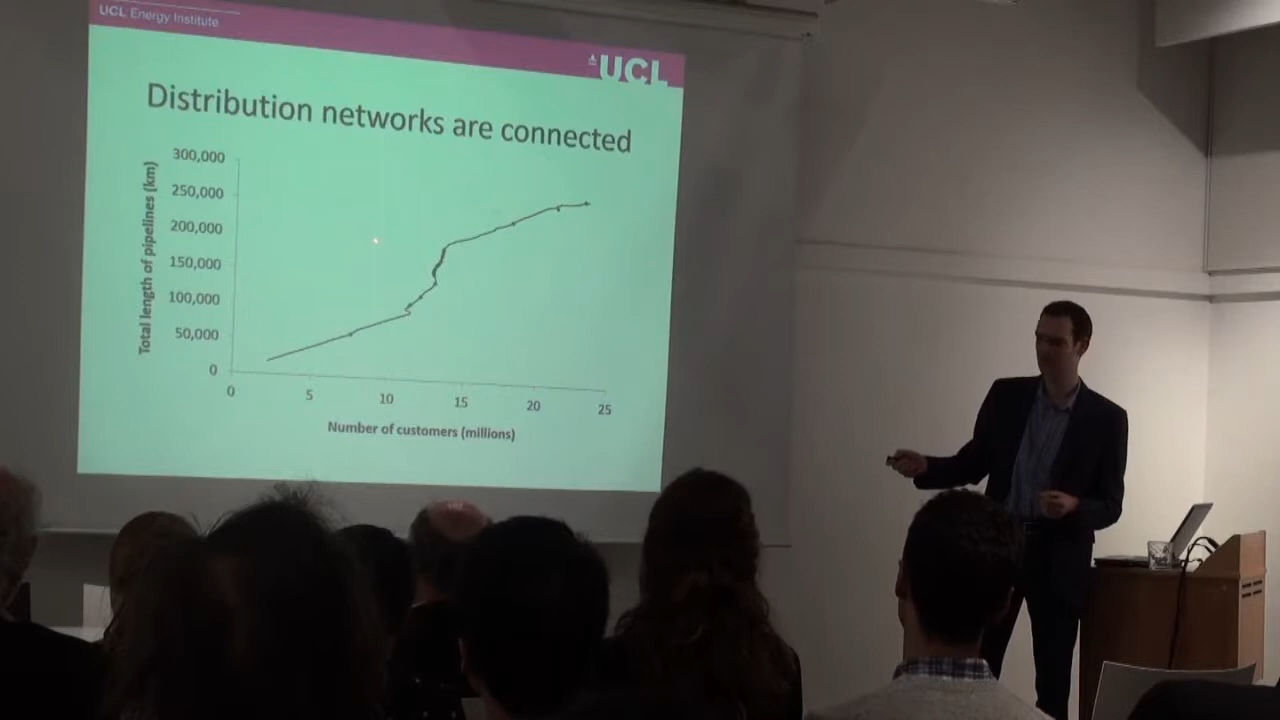 UCL Energy Institute
UCL
Distribution networks are connected
Total length of pipelines (km)
300,000
250,000
200,000
150,000
100,000
50,000
0
0 5 10 15 20 25
Number of customers (millions)